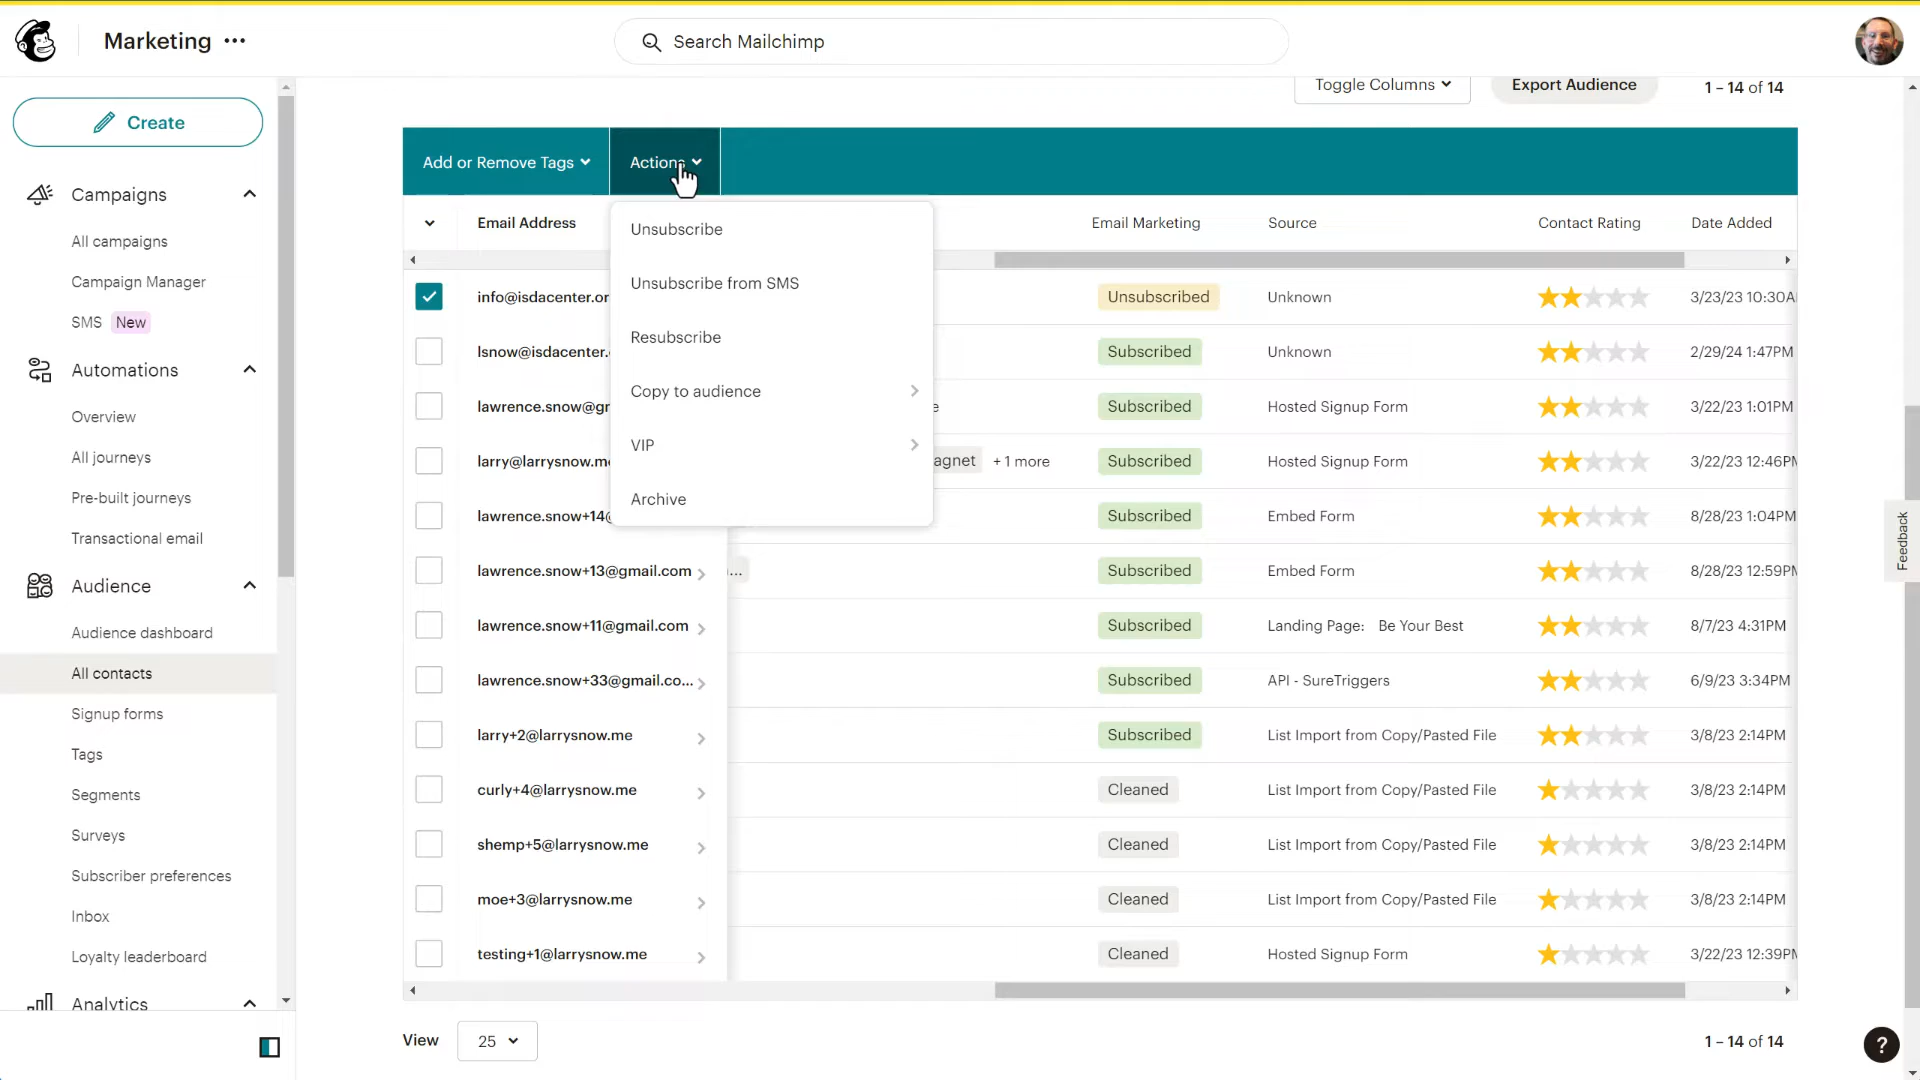 Marketing
Search Mailchimp
Create
Campaigns
All campaigns
Campaign Manager
SMS New
Automations
Overview
All journeys
Pre-built journeys
Transactional email
Audience
Audience dashboard
All contacts
Signup forms
Tags
Segments
Surveys
Subscriber preferences
Inbox
Loyalty leaderboard
Analytics
Toggle Columns Export Audience 1 – 14 of 14
Add or Remove Tags Actions
Email Address Email Marketing Source Contact Rating Date Added
Unsubscribe
Unsubscribe from SMS
Resubscribe
Copy to audience
VIP
Archive
info@isdacenter.or Unsubscribed Unknown 3/23/23 10:30A
lsnow@isdacenter. Subscribed Unknown 2/29/24 1:47PM
lawrence.snow@gr e Subscribed Hosted Signup Form 3/22/23 1:01PM
larry@larrysnow.me agnet + 1 more Subscribed Hosted Signup Form 3/22/23 12:46PM
lawrence.snow+14@ Subscribed Embed Form 8/28/23 1:04PM
lawrence.snow+13@gmail.com ... Subscribed Embed Form 8/28/23 12:59PM
lawrence.snow+11@gmail.com Subscribed Landing Page: Be Your Best 8/7/23 4:31PM
lawrence.snow+33@gmail.co... Subscribed API - SureTriggers 6/9/23 3:34PM
larry+2@larrysnow.me Subscribed List Import from Copy/Pasted File 3/8/23 2:14PM
curly+4@larrysnow.me Cleaned List Import from Copy/Pasted File 3/8/23 2:14PM
shemp+5@larrysnow.me Cleaned List Import from Copy/Pasted File 3/8/23 2:14PM
moe+3@larrysnow.me Cleaned List Import from Copy/Pasted File 3/8/23 2:14PM
testing+1@larrysnow.me Cleaned Hosted Signup Form 3/22/23 12:39PM
View 25 1 – 14 of 14
Feedback
?